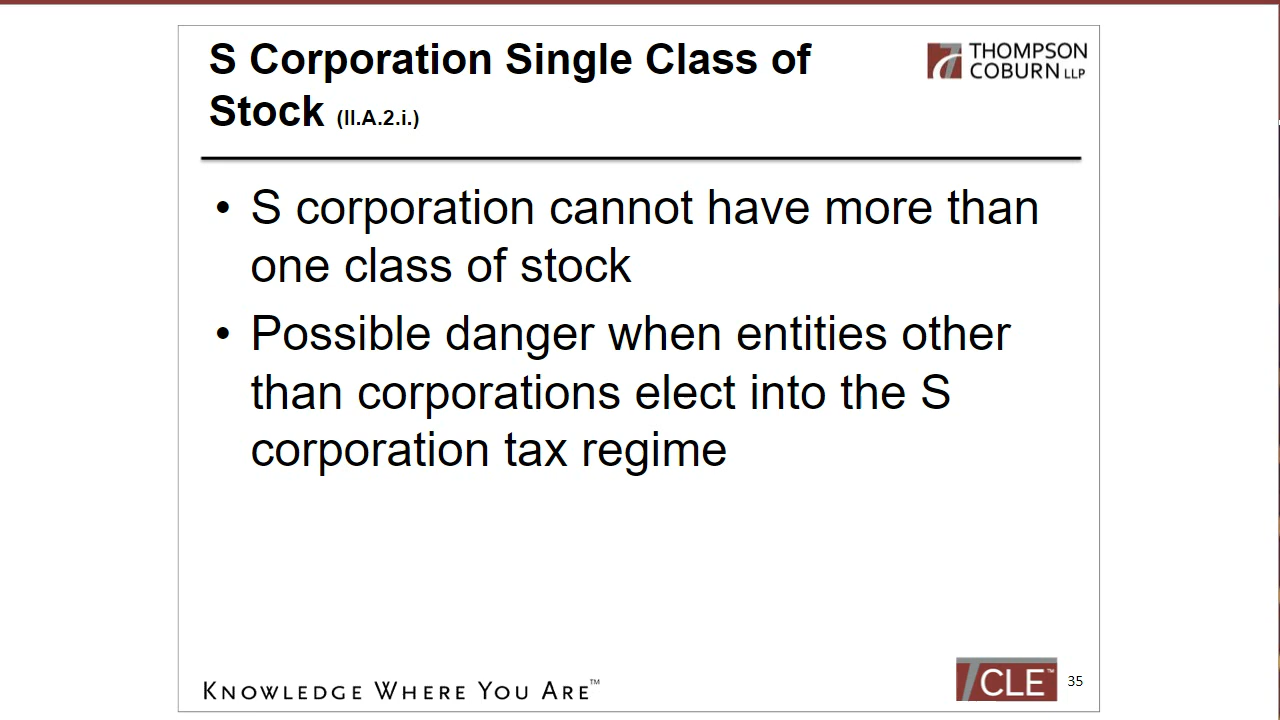 S Corporation Single Class of
Stock (II.A.2.i.)
THOMPSON
COBURN LLP
• S corporation cannot have more than
one class of stock
• Possible danger when entities other
than corporations elect into the S
corporation tax regime
KNOWLEDGE WHERE YOU ARE™
TCLE™
35